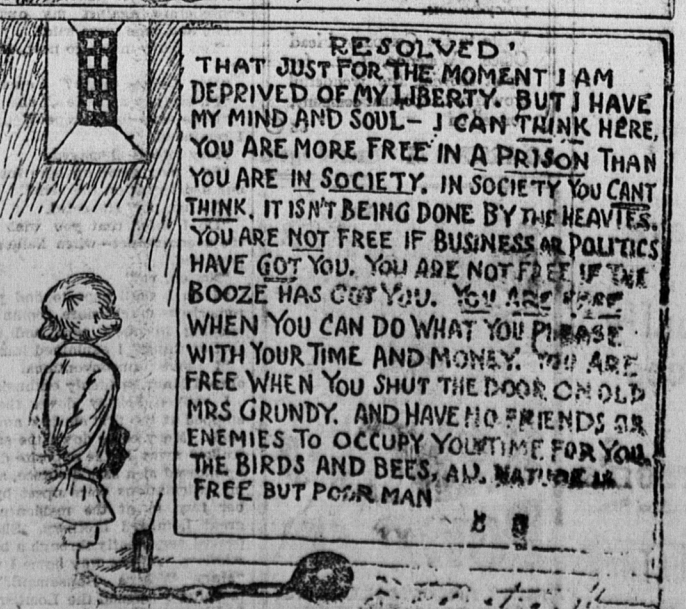 RESOLVED'
THAT JUST FOR THE MOMENT I AM
DEPRIVED OF MY LIBERTY. BUT I HAVE
MY MIND AND SOUL - I CAN THINK HERE,
YOU ARE MORE FREE IN A PRISON THAN
YOU ARE IN SOCIETY. IN SOCIETY YOU CANT
THINK. IT ISN'T BEING DONE BY THE HEAVIES.
YOU ARE NOT FREE IF BUSINESS OR POLITICS
HAVE GOT YOU. YOU ARE NOT FREE IF THE
BOOZE HAS GOT YOU. YOU ARE FREE
WHEN YOU CAN DO WHAT YOU PLEASE
WITH YOUR TIME AND MONEY. YOU ARE
FREE WHEN YOU SHUT THE DOOR ON OLD
MRS GRUNDY. AND HAVE NO FRIENDS OR
ENEMIES TO OCCUPY YOUR TIME FOR YOU.
THE BIRDS AND BEES, ALL NATURE IS
FREE BUT POOR MAN